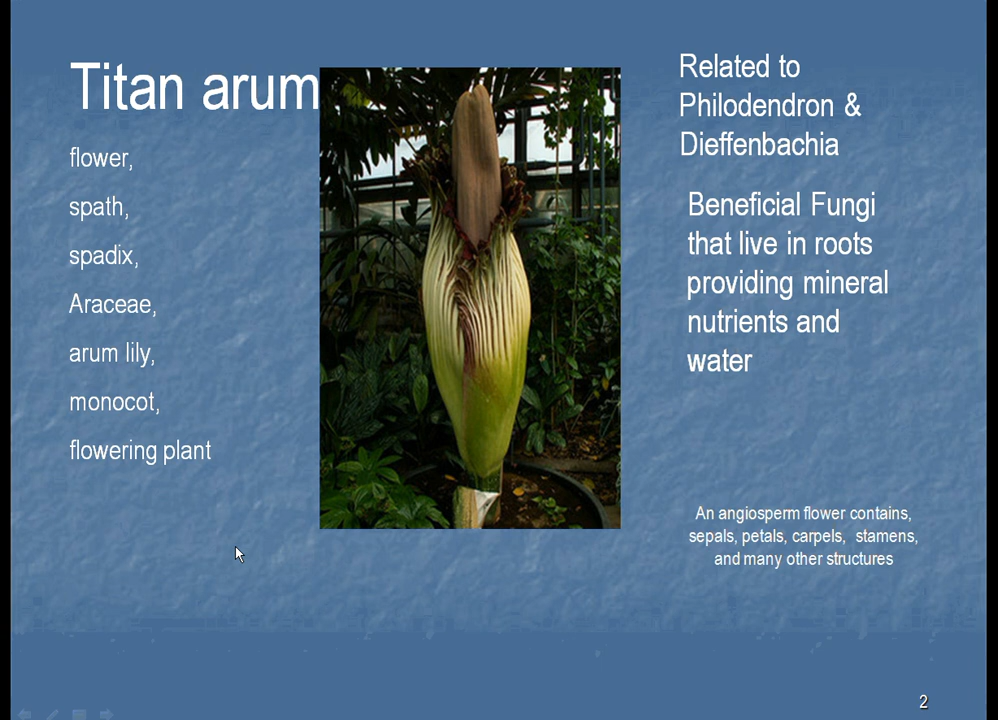 Titan arum
flower,
spath,
spadix,
Araceae,
arum lily,
monocot,
flowering plant
Related to
Philodendron &
Dieffenbachia
Beneficial Fungi
that live in roots
providing mineral
nutrients and
water
An angiosperm flower contains,
sepals, petals, carpels, stamens,
and many other structures
2